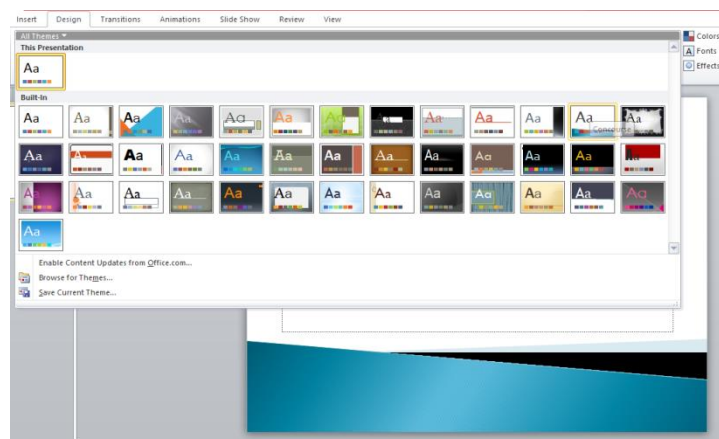 Insert Design Transitions Animations Slide Show Review View
All Themes
This Presentation
Colors
Fonts
Effects
Aa
Built-In
Aa Aa Aa Aa Aa Aa Aa Aa Aa Aa Aa Aa Aa
Concourse
Aa Aa Aa Aa Aa Aa Aa Aa Aa Aa Aa Aa Aa
Aa Aa Aa Aa Aa Aa Aa Aa Aa Aa Aa Aa Aa
Aa
Enable Content Updates from Office.com...
Browse for Themes...
Save Current Theme...